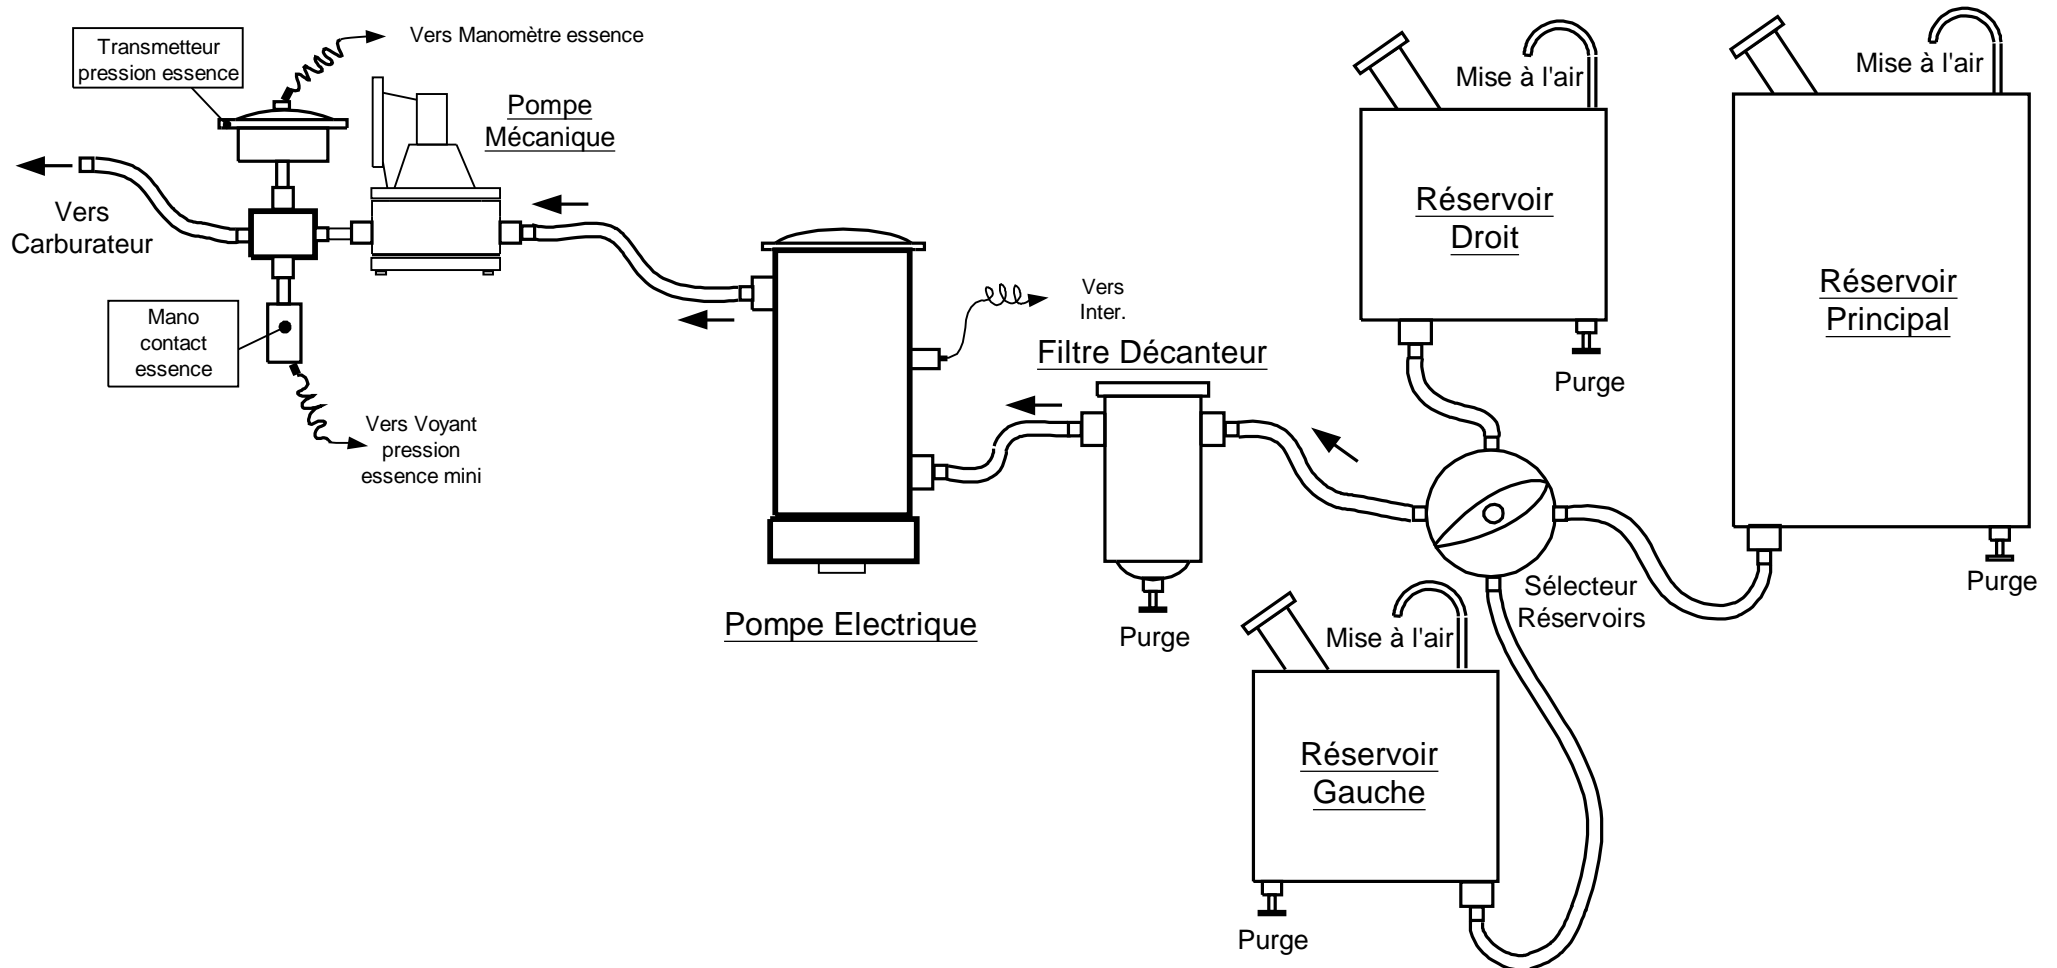 Transmetteur
pression essence
Vers Manomètre essence
Pompe
Mécanique
Vers
Carburateur
Mano
contact
essence
Vers Voyant
pression
essence mini
Pompe Electrique
Vers
Inter.
Filtre Décanteur
Purge
Mise à l'air
Réservoir
Droit
Purge
Mise à l'air
Réservoir
Principal
Purge
Sélecteur
Réservoirs
Mise à l'air
Réservoir
Gauche
Purge